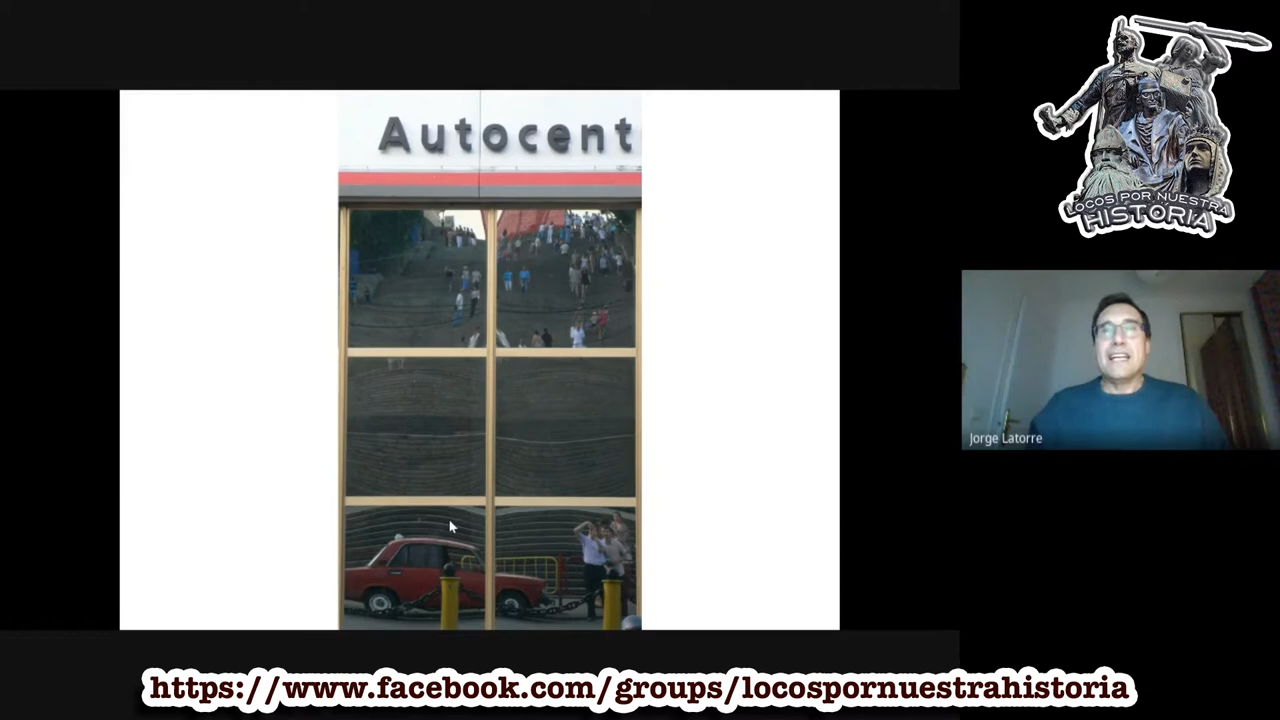 Autocent
LOCOS POR NUESTRA
HISTORIA
Jorge Latorre
https://www.facebook.com/groups/locospornuestrahistoria